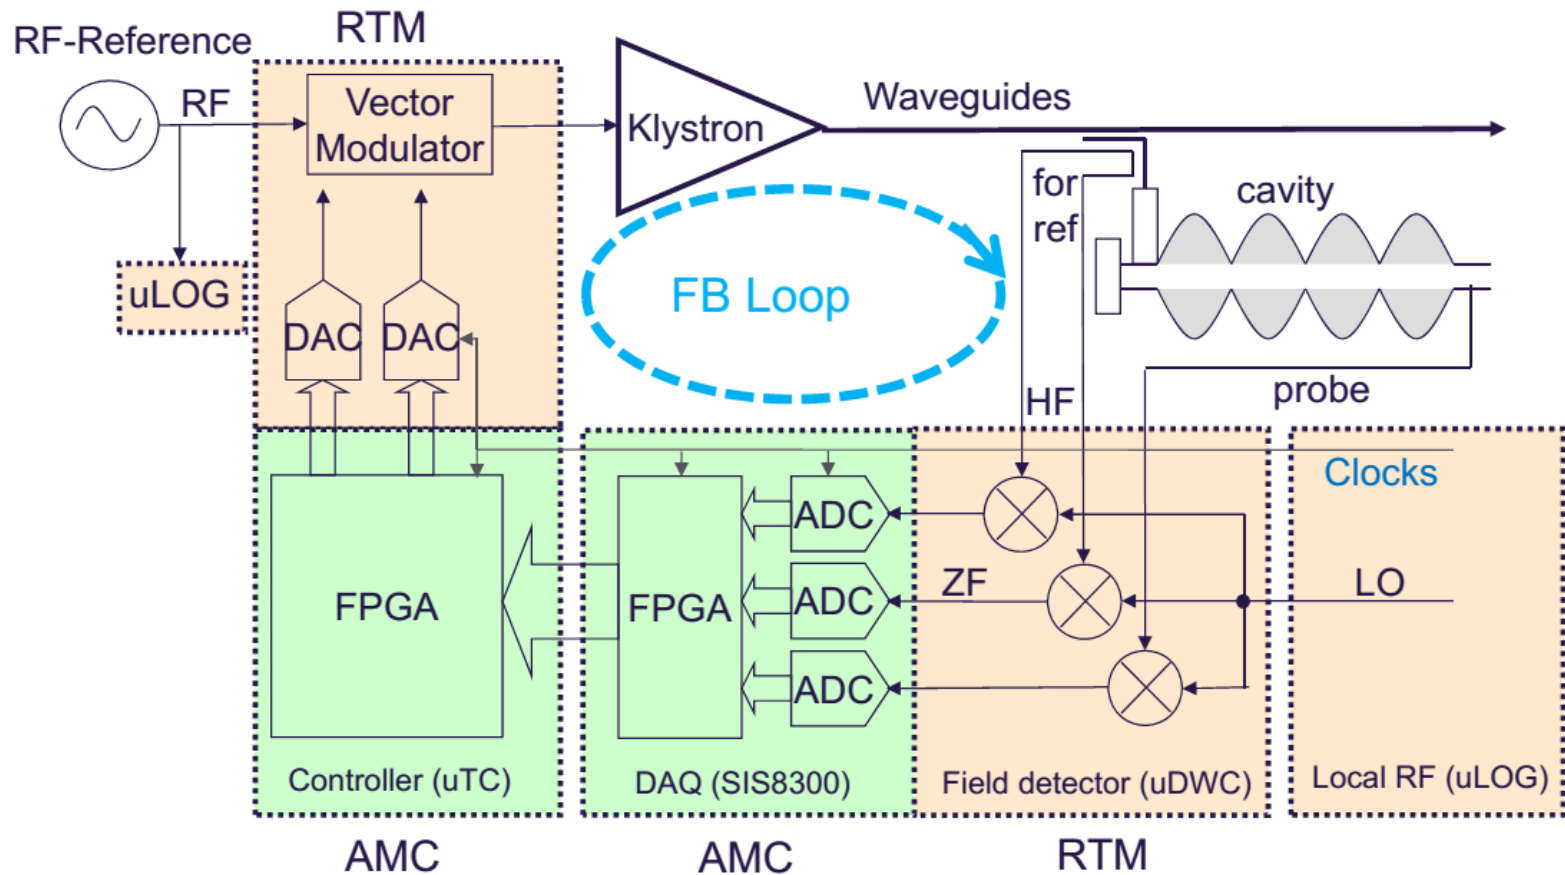 RTM
RF-Reference
RF
Vector
Modulator
Klystron
Waveguides
for
ref
cavity
uLOG
FB Loop
DAC
DAC
probe
HF
Clocks
ADC
FPGA
FPGA
ADC
ZF
LO
ADC
Controller (uTC)
DAQ (SIS8300)
Field detector (uDWC)
Local RF (uLOG)
AMC
AMC
RTM